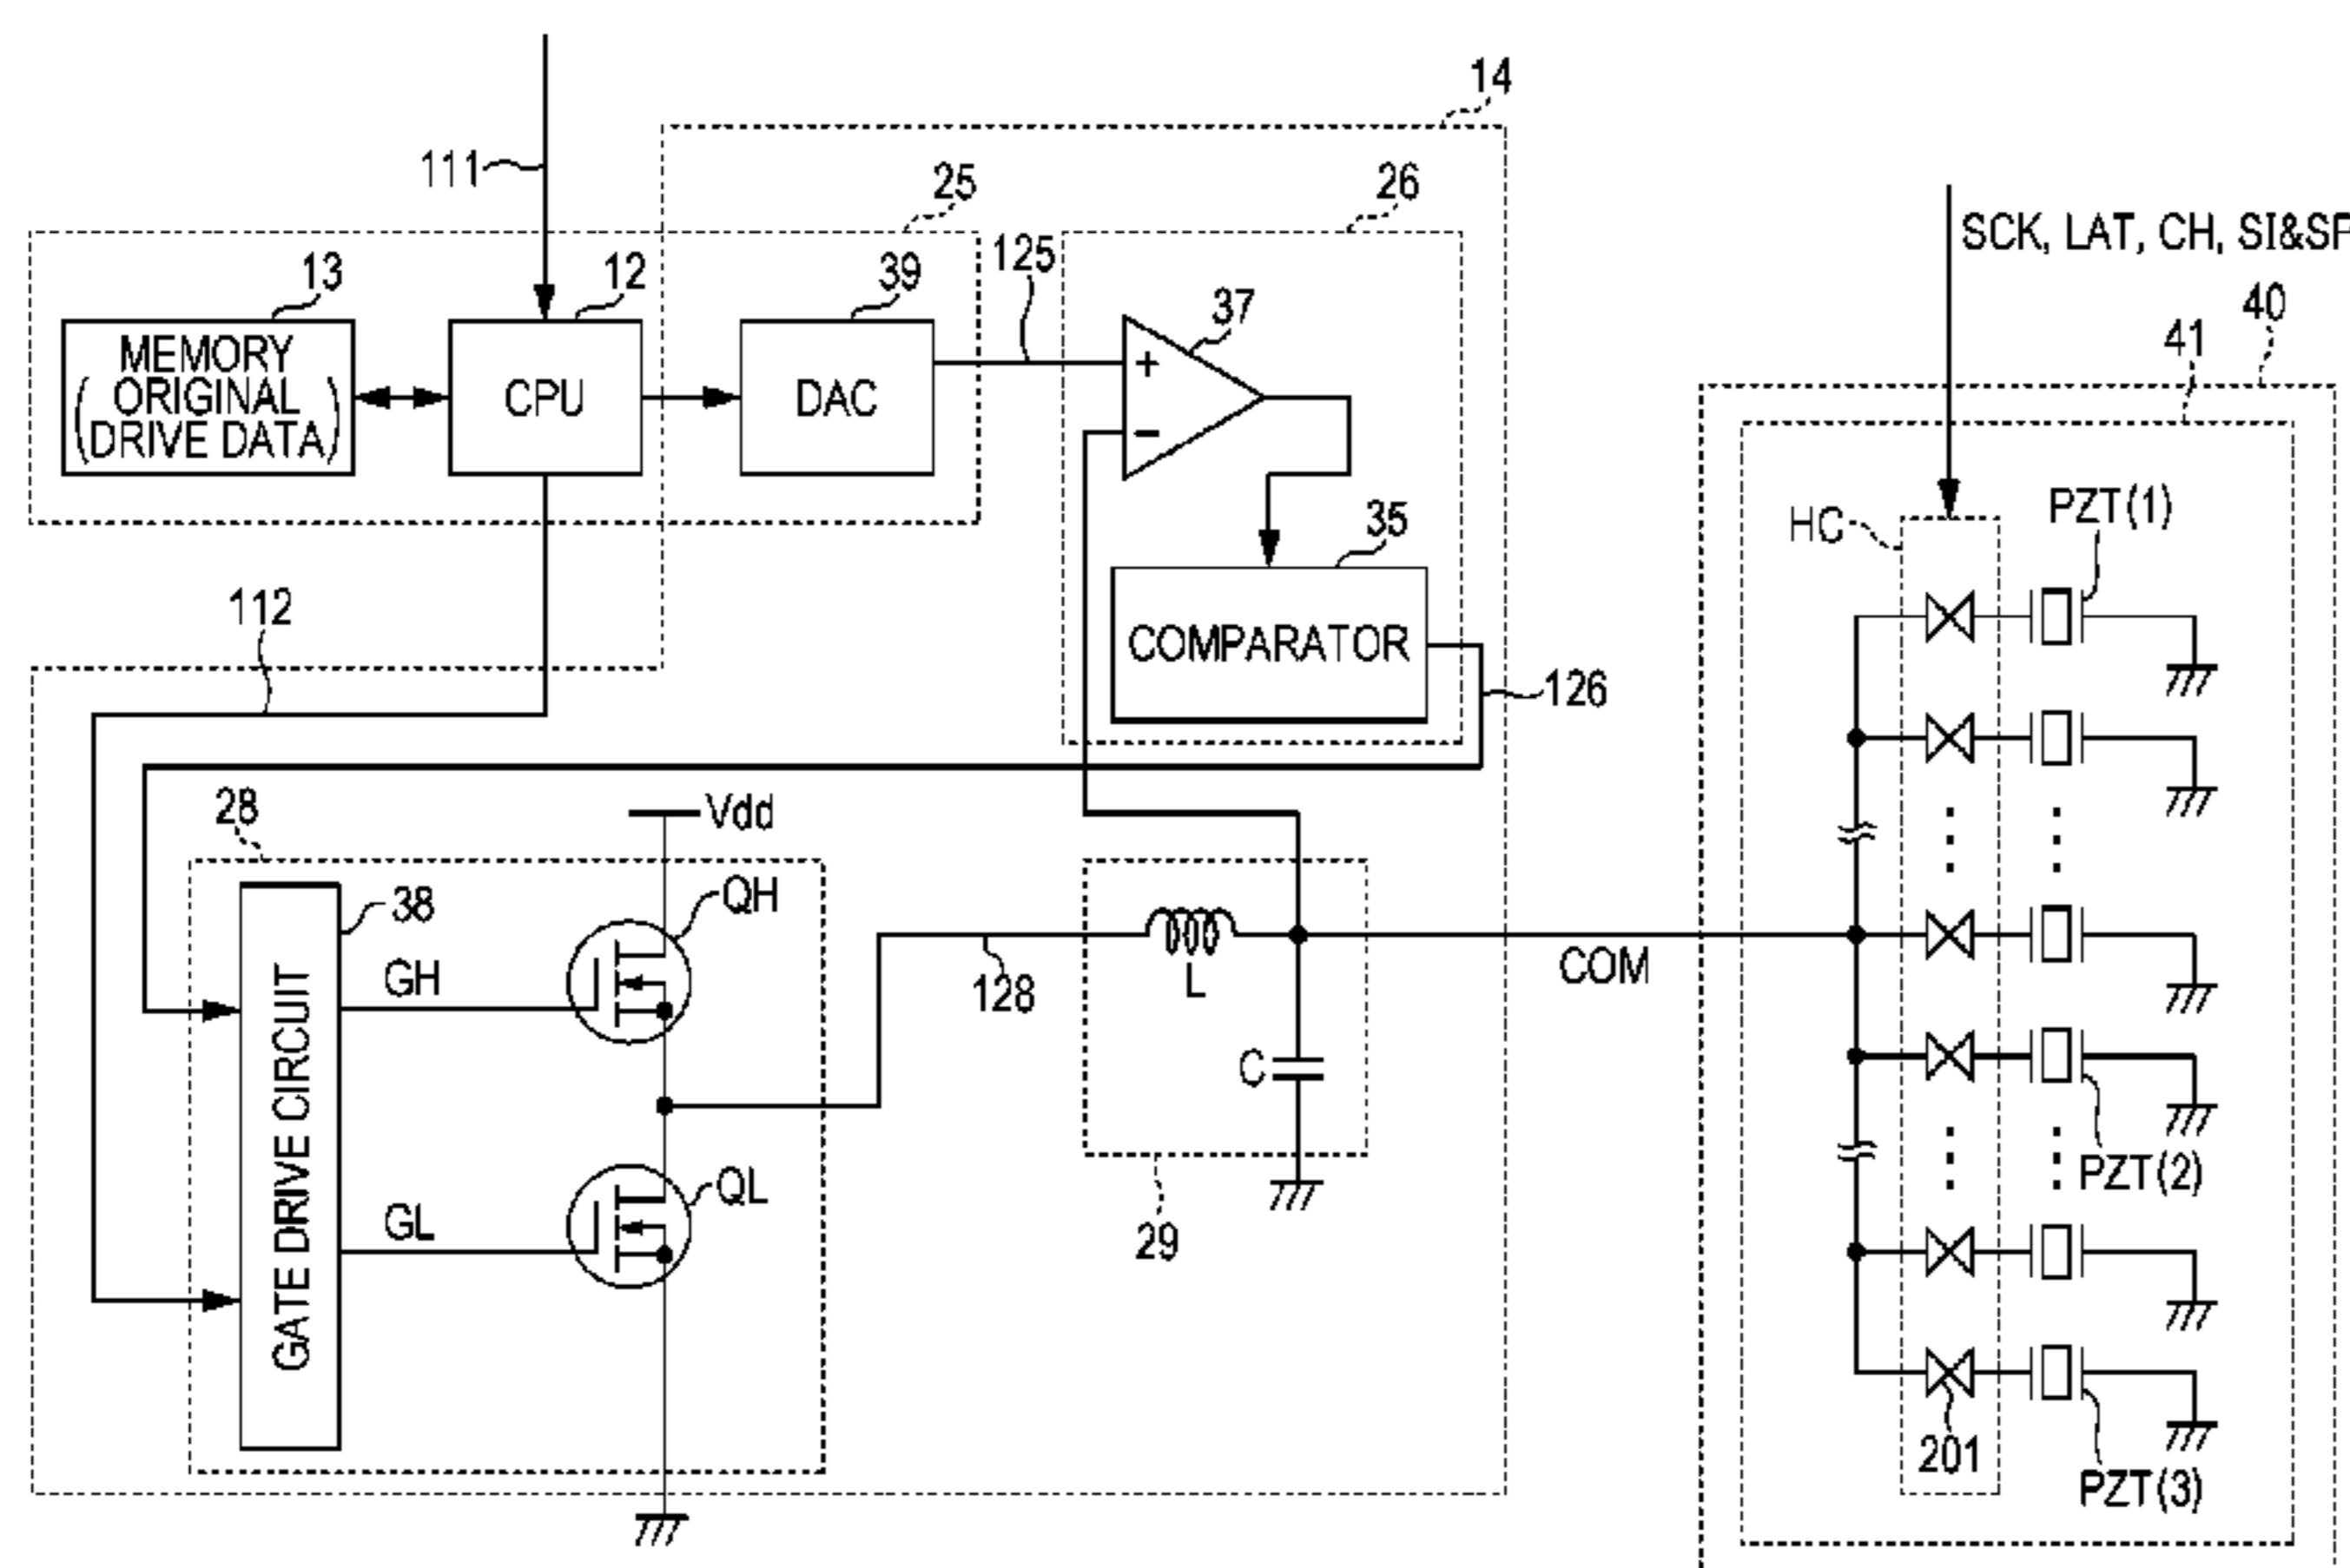 14
111
25
26
SCK, LAT, CH, SI&SP
13
12
39
125
37
40
41
MEMORY
(ORIGINAL
DRIVE DATA)
CPU
DAC
+
−
35
HC
PZT(1)
112
COMPARATOR
126
28
Vdd
38
QH
GH
L
128
COM
GATE DRIVE CIRCUIT
C
QL
GL
29
PZT(2)
201
PZT(3)